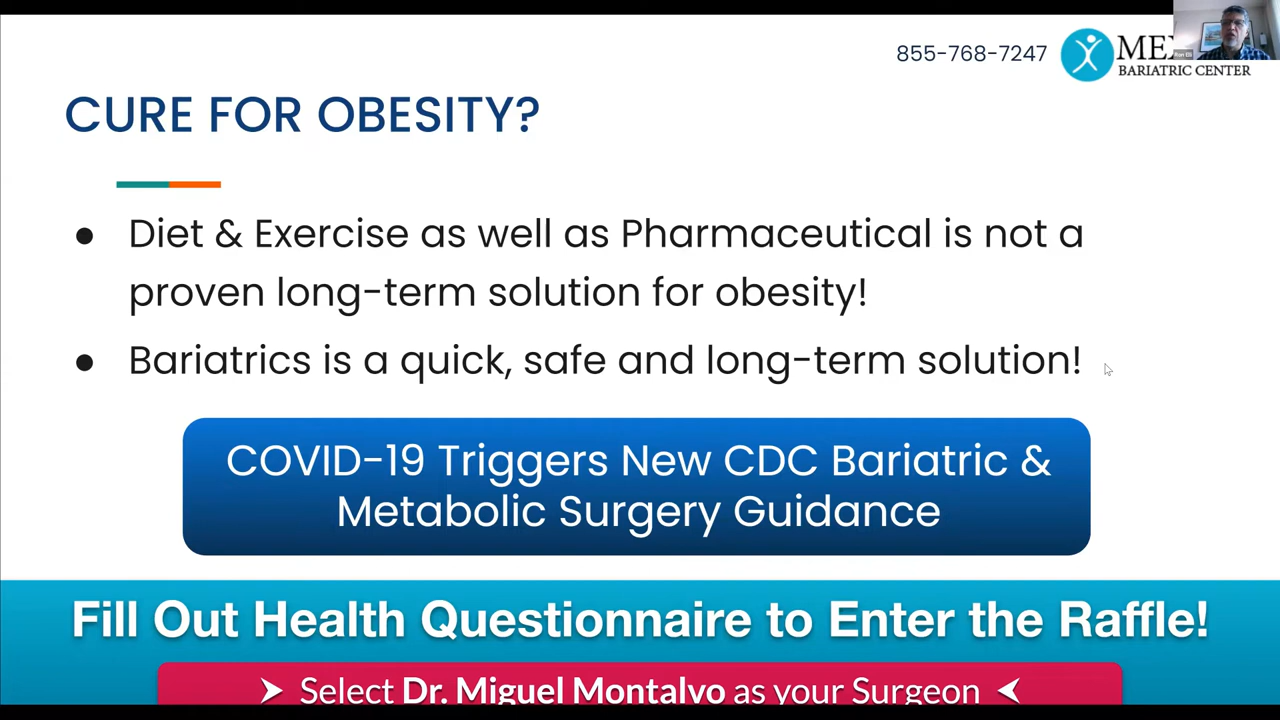 855-768-7247
BARIATRIC CENTER
CURE FOR OBESITY?
● Diet & Exercise as well as Pharmaceutical is not a
proven long-term solution for obesity!
● Bariatrics is a quick, safe and long-term solution!
COVID-19 Triggers New CDC Bariatric &
Metabolic Surgery Guidance
Fill Out Health Questionnaire to Enter the Raffle!
➤ Select Dr. Miguel Montalvo as your Surgeon ⮜